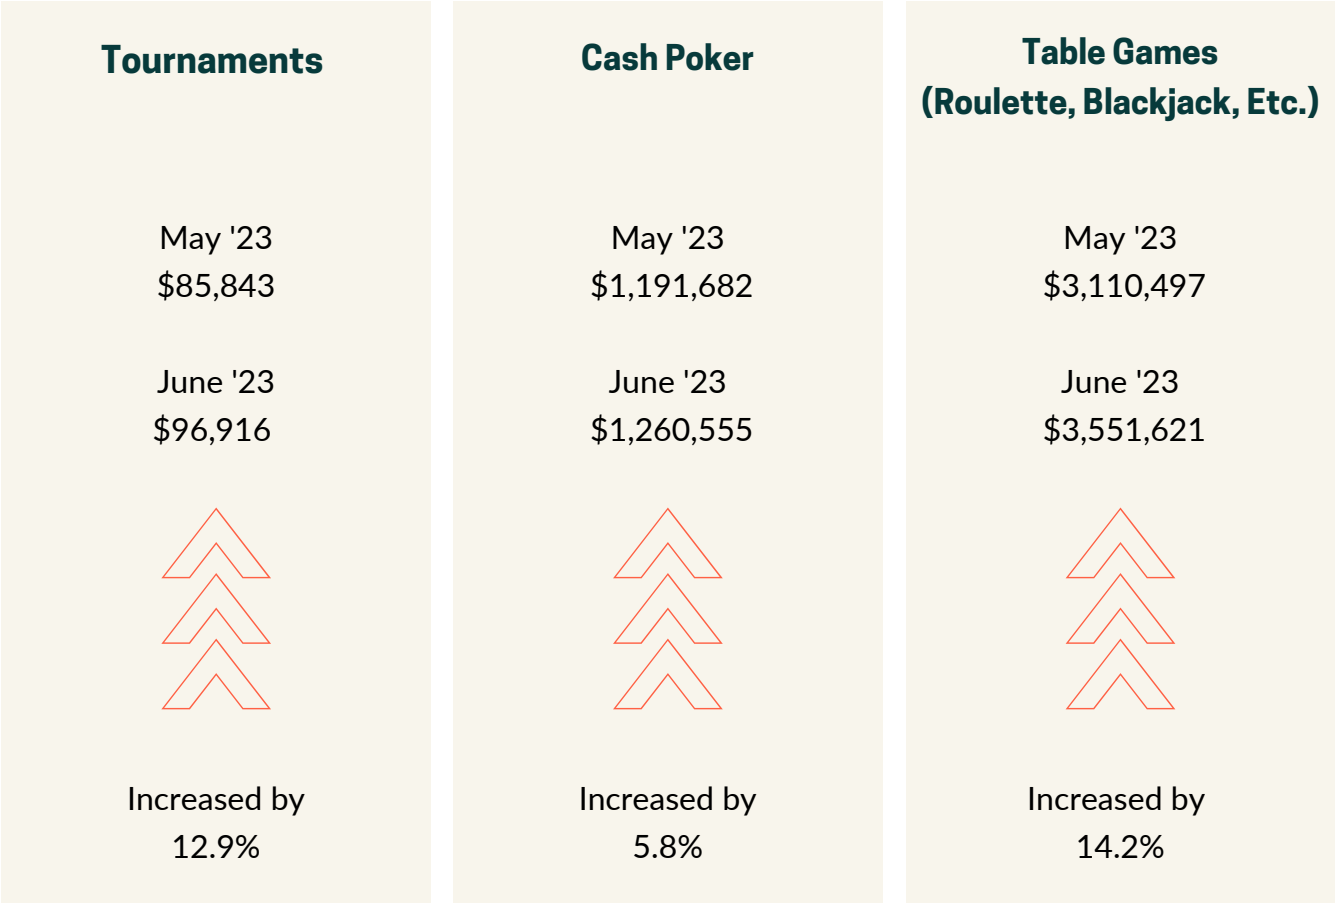 Tournaments
May '23
$85,843
June '23
$96,916
Increased by
12.9%
Cash Poker
May '23
$1,191,682
June '23
$1,260,555
Increased by
5.8%
Table Games
(Roulette, Blackjack, Etc.)
May '23
$3,110,497
June '23
$3,551,621
Increased by
14.2%